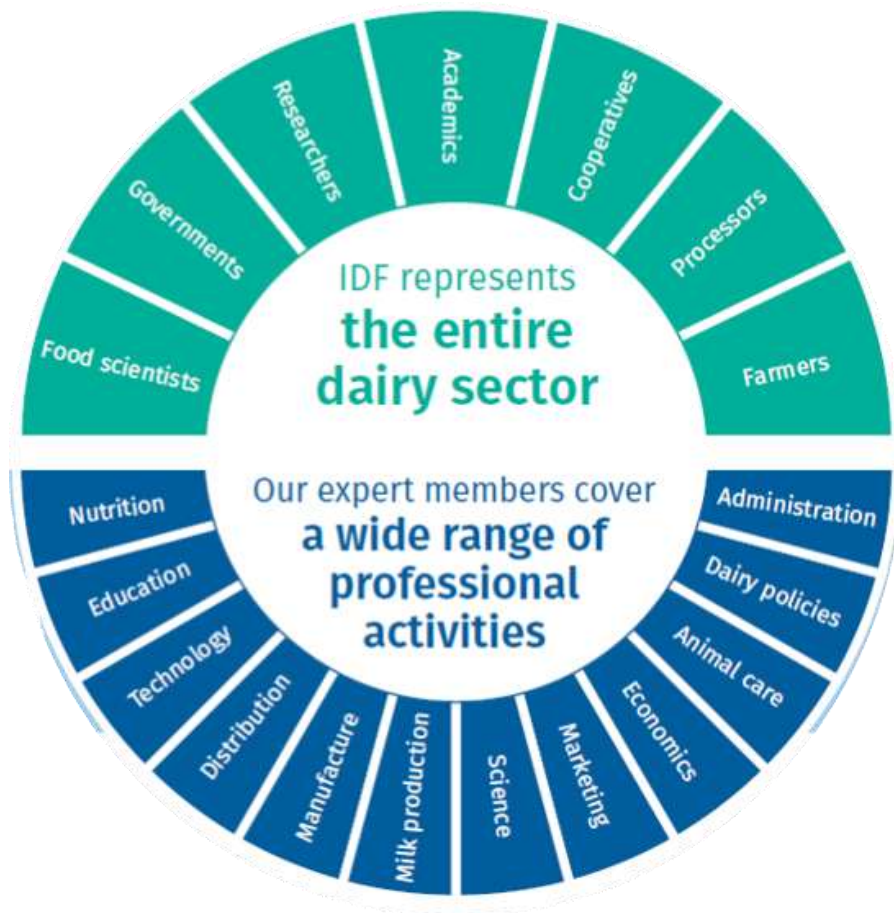 Food scientists
Governments
Researchers
Academics
Cooperatives
Processors
Farmers
IDF represents
the entire
dairy sector
Our expert members cover
a wide range of
professional
activities
Nutrition
Education
Technology
Distribution
Manufacture
Milk production
Science
Marketing
Economics
Animal care
Dairy policies
Administration